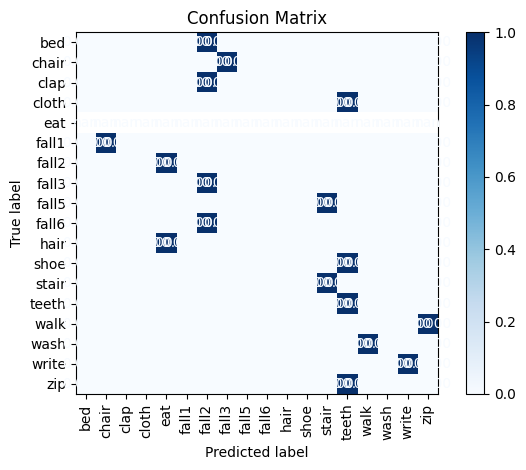 Confusion Matrix
bed
chair
clap
cloth
eat
fall1
fall2
fall3
fall5
fall6
hair
shoe
stair
teeth
walk
wash
write
zip
True label
bed chair clap cloth eat fall1 fall2 fall3 fall5 fall6 hair shoe stair teeth walk wash write zip
Predicted label
1.0
0.8
0.6
0.4
0.2
0.0